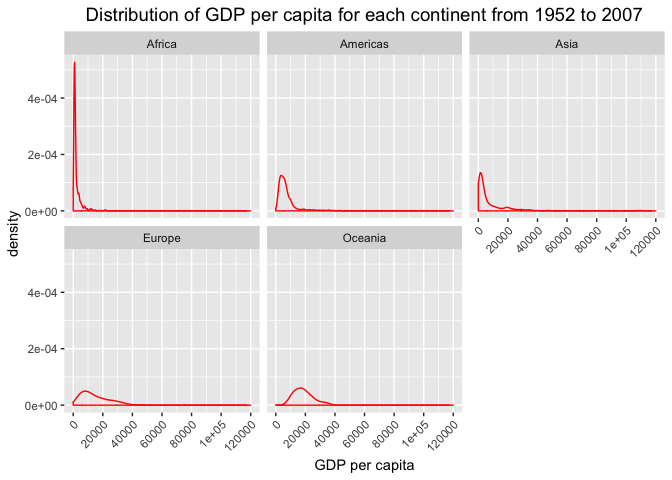 Distribution of GDP per capita for each continent from 1952 to 2007
Africa
Americas
Asia
4e-04
2e-04
0e+00
0
20000
40000
60000
80000
1e+05
120000
density
Europe
Oceania
4e-04
2e-04
0e+00
0
20000
40000
60000
80000
1e+05
120000
0
20000
40000
60000
80000
1e+05
120000
GDP per capita